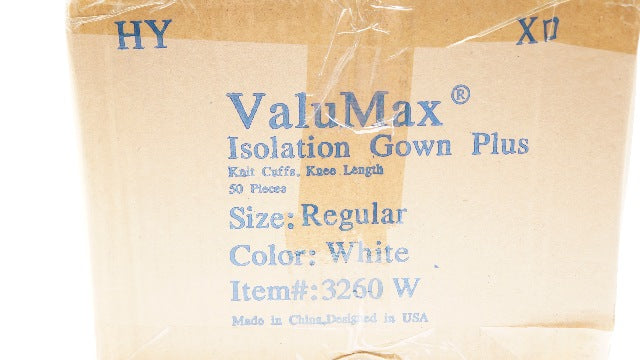 HY
ValuMax®
Isolation Gown Plus
Knit Cuffs, Knee Length
50 Pieces
Size: Regular
Color: White
Item#:3260 W
Made in China,Designed in USA